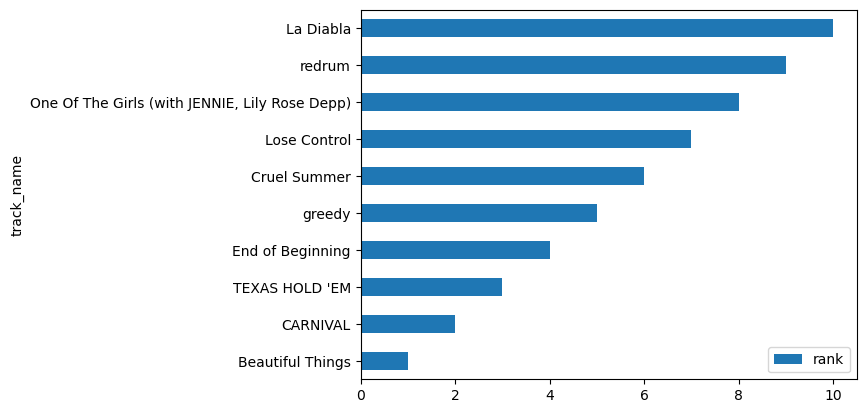 La Diabla
redrum
One Of The Girls (with JENNIE, Lily Rose Depp)
Lose Control
Cruel Summer
greedy
End of Beginning
TEXAS HOLD 'EM
CARNIVAL
Beautiful Things
track_name
0 2 4 6 8 10
rank